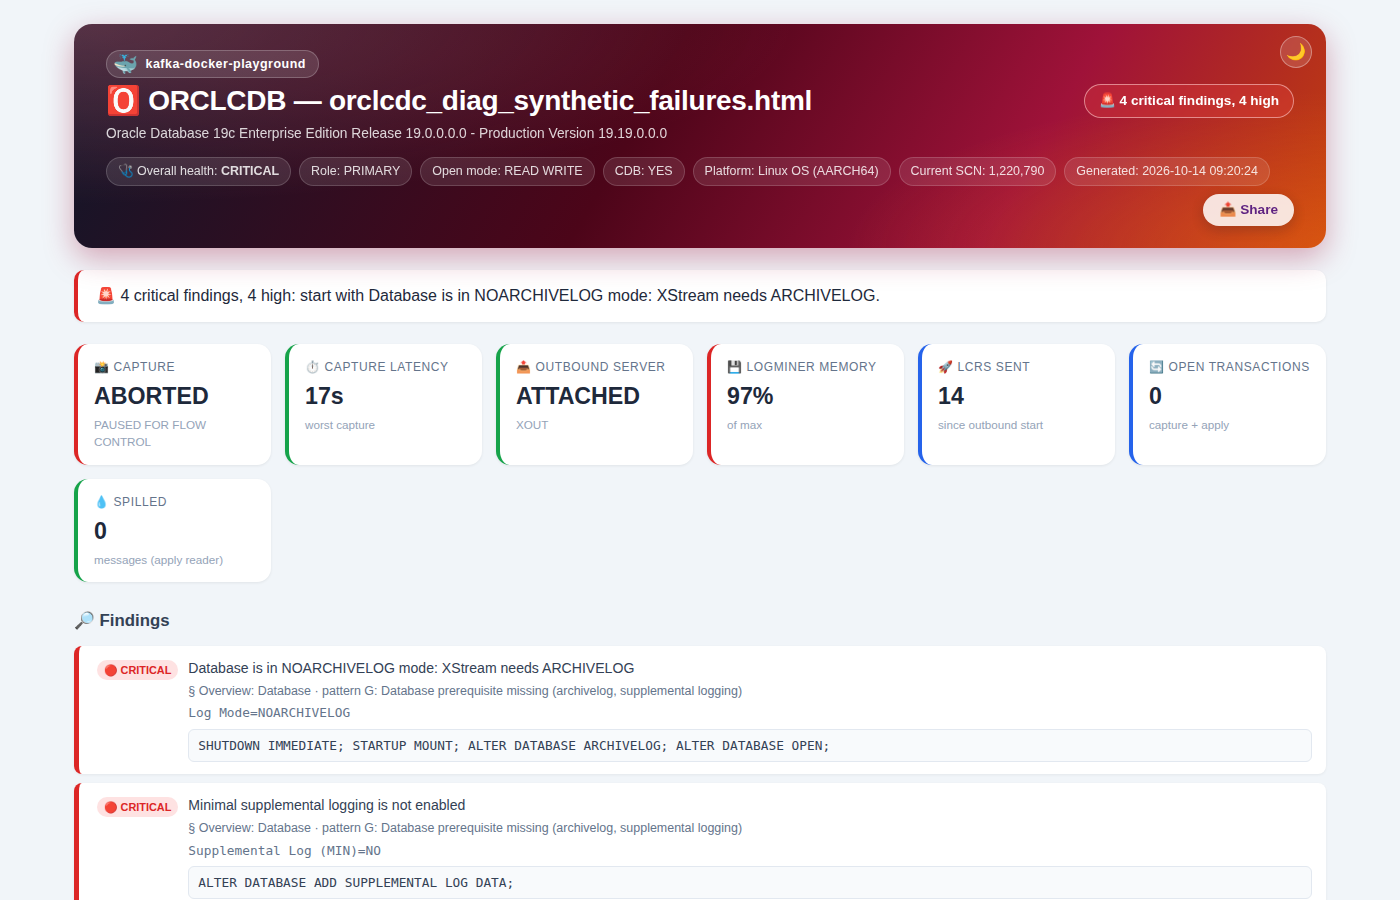 kafka-docker-playground
🌙
🅾️ ORCLCDB — orclcdc_diag_synthetic_failures.html
🚨 4 critical findings, 4 high
Oracle Database 19c Enterprise Edition Release 19.0.0.0.0 - Production Version 19.19.0.0.0
🩺 Overall health: CRITICAL
Role: PRIMARY
Open mode: READ WRITE
CDB: YES
Platform: Linux OS (AARCH64)
Current SCN: 1,220,790
Generated: 2026-10-14 09:20:24
📤 Share
🚨 4 critical findings, 4 high: start with Database is in NOARCHIVELOG mode: XStream needs ARCHIVELOG.
📸 CAPTURE
ABORTED
PAUSED FOR FLOW
CONTROL
⏱️ CAPTURE LATENCY
17s
worst capture
📤 OUTBOUND SERVER
ATTACHED
XOUT
💾 LOGMINER MEMORY
97%
of max
🚀 LCRS SENT
14
since outbound start
🔄 OPEN TRANSACTIONS
0
capture + apply
💧 SPILLED
0
messages (apply reader)
🔎 Findings
🔴 CRITICAL
Database is in NOARCHIVELOG mode: XStream needs ARCHIVELOG
§ Overview: Database · pattern G: Database prerequisite missing (archivelog, supplemental logging)
Log Mode=NOARCHIVELOG
SHUTDOWN IMMEDIATE; STARTUP MOUNT; ALTER DATABASE ARCHIVELOG; ALTER DATABASE OPEN;
🔴 CRITICAL
Minimal supplemental logging is not enabled
§ Overview: Database · pattern G: Database prerequisite missing (archivelog, supplemental logging)
Supplemental Log (MIN)=NO
ALTER DATABASE ADD SUPPLEMENTAL LOG DATA;